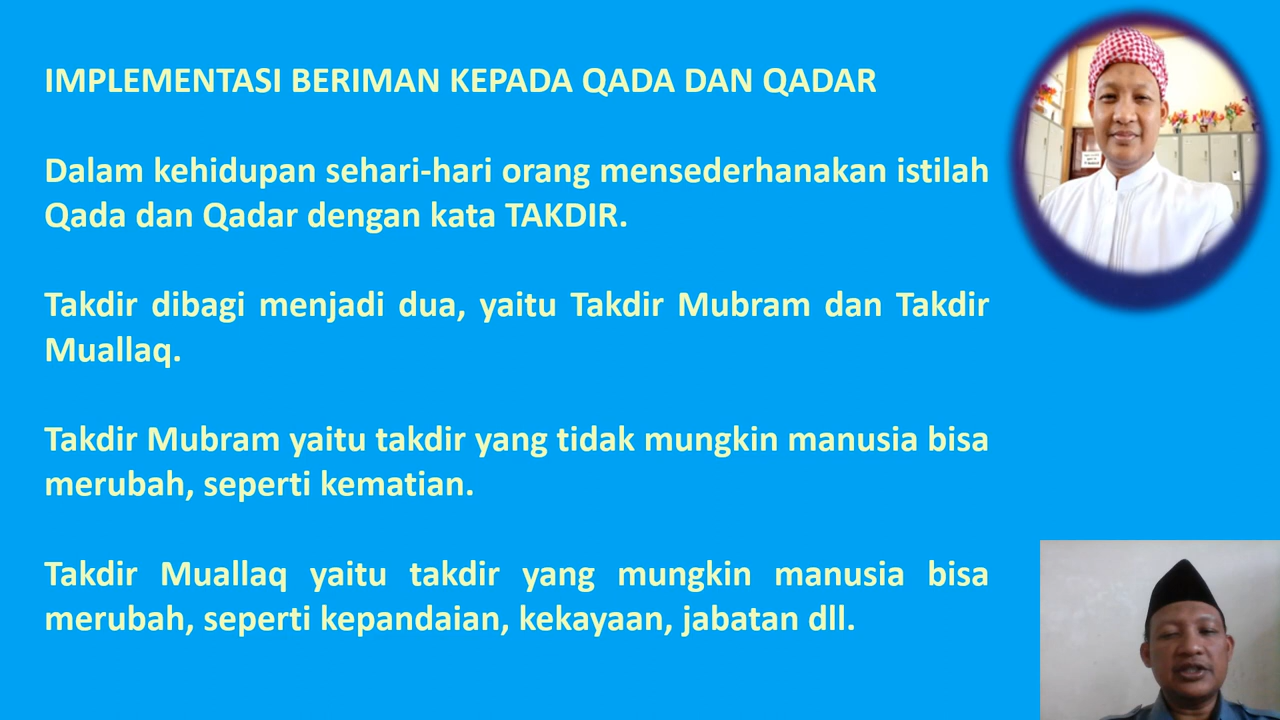 IMPLEMENTASI BERIMAN KEPADA QADA DAN QADAR
Dalam kehidupan sehari-hari orang mensederhanakan istilah
Qada dan Qadar dengan kata TAKDIR.
Takdir dibagi menjadi dua, yaitu Takdir Mubram dan Takdir
Muallaq.
Takdir Mubram yaitu takdir yang tidak mungkin manusia bisa
merubah, seperti kematian.
Takdir Muallaq yaitu takdir yang mungkin manusia bisa
merubah, seperti kepandaian, kekayaan, jabatan dll.